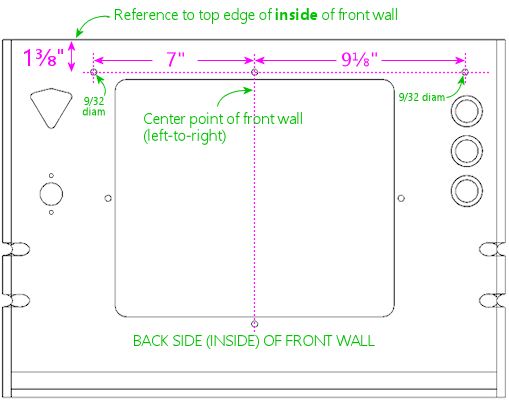 Reference to top edge of inside of front wall
1⅜"
7"
9⅛"
9/32
diam
9/32 diam
Center point of front wall
(left-to-right)
BACK SIDE (INSIDE) OF FRONT WALL